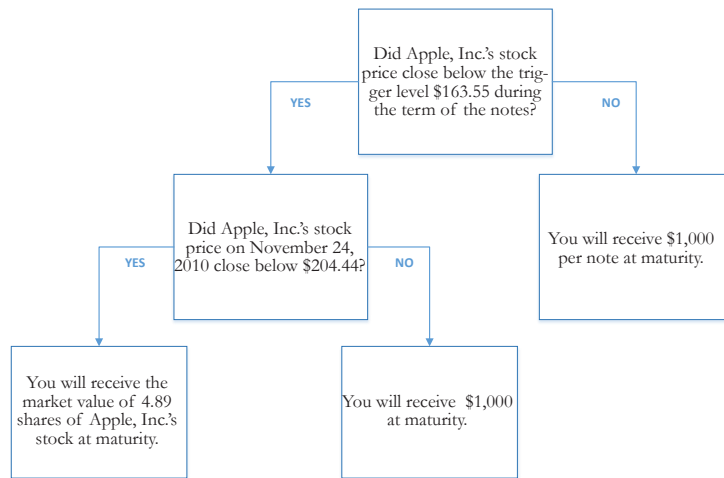 Did Apple, Inc.'s stock
price close below the trig-
ger level $163.55 during
the term of the notes?
YES
NO
Did Apple, Inc.'s stock
price on November 24,
2010 close below $204.44?
You will receive $1,000
per note at maturity.
YES
NO
You will receive the
market value of 4.89
shares of Apple, Inc.'s
stock at maturity.
You will receive $1,000
at maturity.